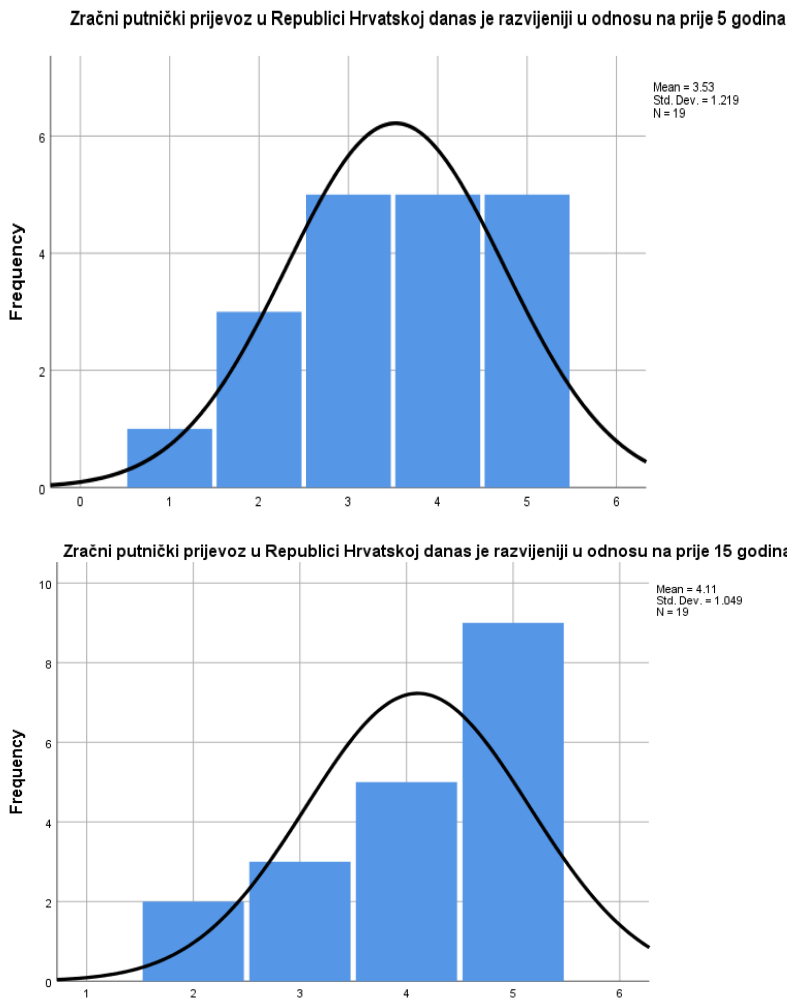 Zračni putnički prijevoz u Republici Hrvatskoj danas je razvijeniji u odnosu na prije 5 godina
Mean = 3.53
Std. Dev. = 1.219
N = 19
Frequency
6
4
2
0
0 1 2 3 4 5 6
Zračni putnički prijevoz u Republici Hrvatskoj danas je razvijeniji u odnosu na prije 15 godina
Mean = 4.11
Std. Dev. = 1.049
N = 19
Frequency
10
8
6
4
2
0
1 2 3 4 5 6